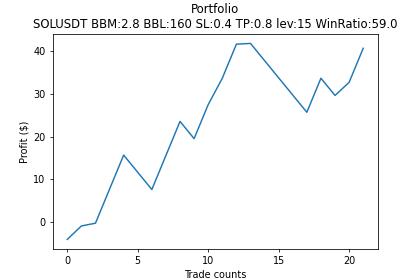 Portfolio
SOLUSDT BBM:2.8 BBL:160 SL:0.4 TP:0.8 lev:15 WinRatio:59.0
40
30
20
10
0
Profit ($)
0 5 10 15 20
Trade counts